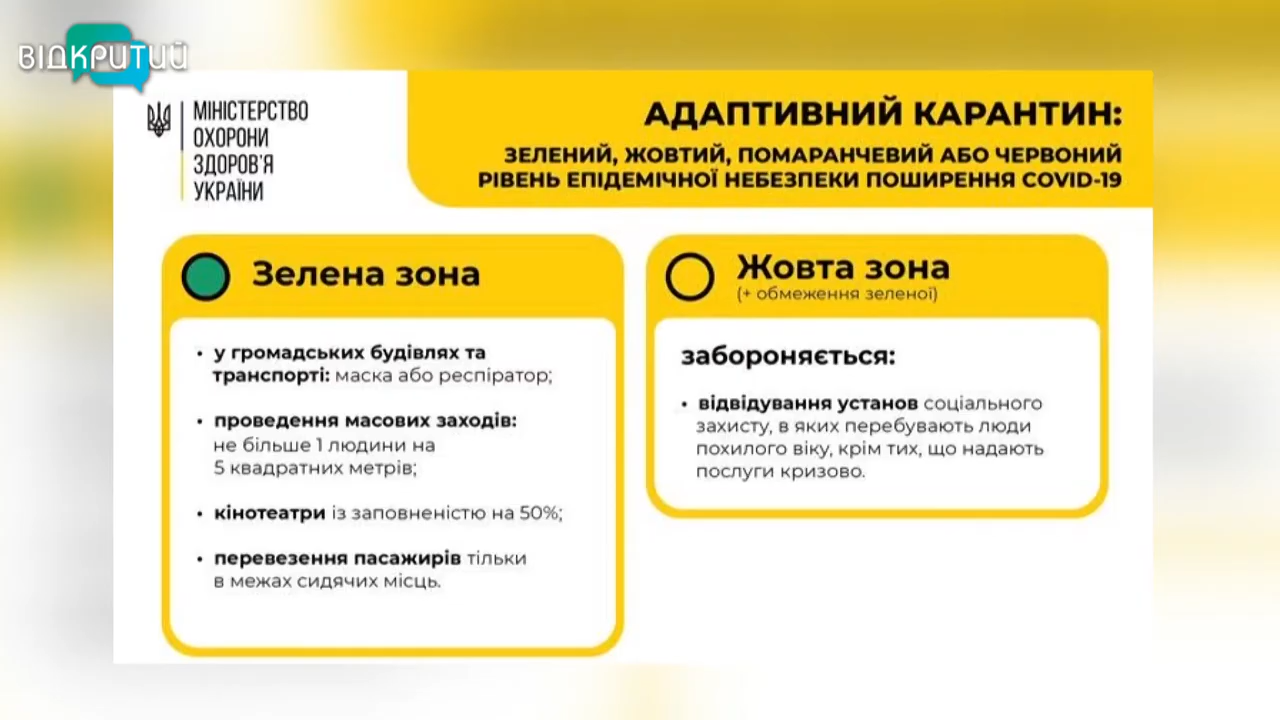 ВІДКРИТИЙ
МІНІСТЕРСТВО
ОХОРОНИ
ЗДОРОВ'Я
УКРАЇНИ
АДАПТИВНИЙ КАРАНТИН:
ЗЕЛЕНИЙ, ЖОВТИЙ, ПОМАРАНЧЕВИЙ АБО ЧЕРВОНИЙ
РІВЕНЬ ЕПІДЕМІЧНОЇ НЕБЕЗПЕКИ ПОШИРЕННЯ COVID-19
Зелена зона
• у громадських будівлях та
транспорті: маска або респіратор;
• проведення масових заходів:
не більше 1 людини на
5 квадратних метрів;
• кінотеатри із заповненістю на 50%;
• перевезення пасажирів тільки
в межах сидячих місць.
Жовта зона
(+ обмеження зеленої)
забороняється:
• відвідування установ соціального
захисту, в яких перебувають люди
похилого віку, крім тих, що надають
послуги кризово.